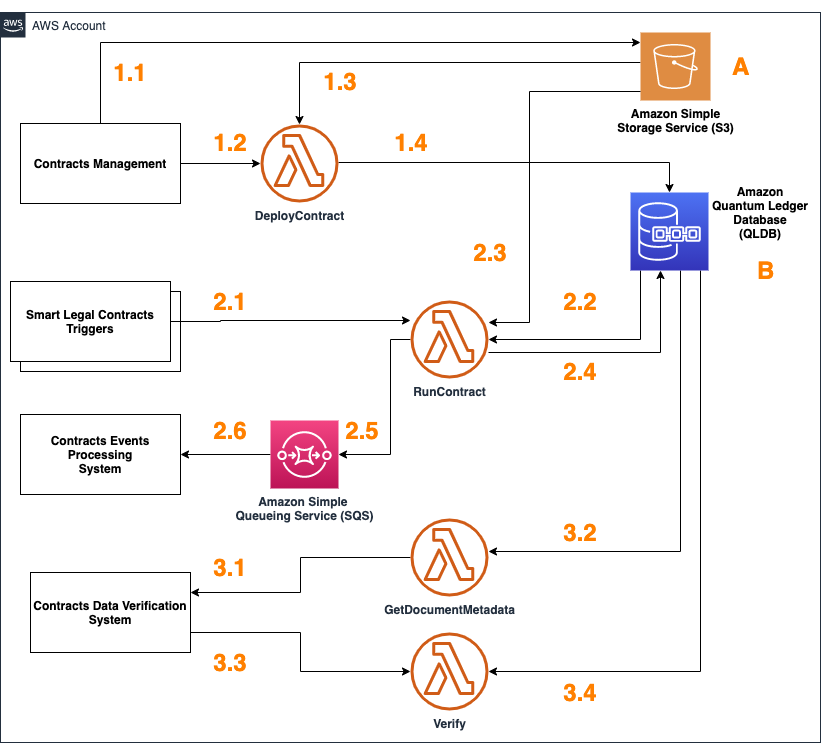 aws
AWS Account
1.1
1.3
A
Amazon Simple
Storage Service (S3)
Contracts Management
1.2
1.4
DeployContract
Amazon
Quantum Ledger
Database
(QLDB)
B
2.3
Smart Legal Contracts
Triggers
2.1
2.2
2.4
RunContract
Contracts Events
Processing
System
2.6
2.5
Amazon Simple
Queueing Service (SQS)
3.2
3.1
GetDocumentMetadata
Contracts Data Verification
System
3.3
3.4
Verify